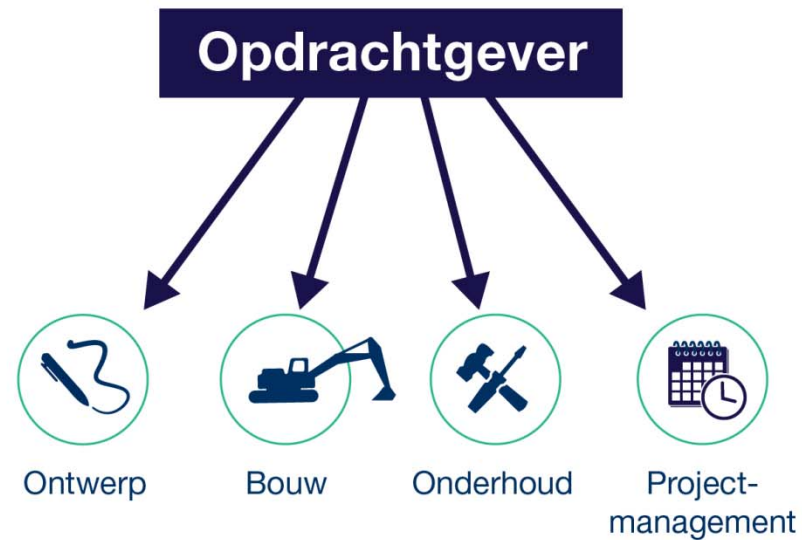 Opdrachtgever
Ontwerp
Bouw
Onderhoud
Project-
management